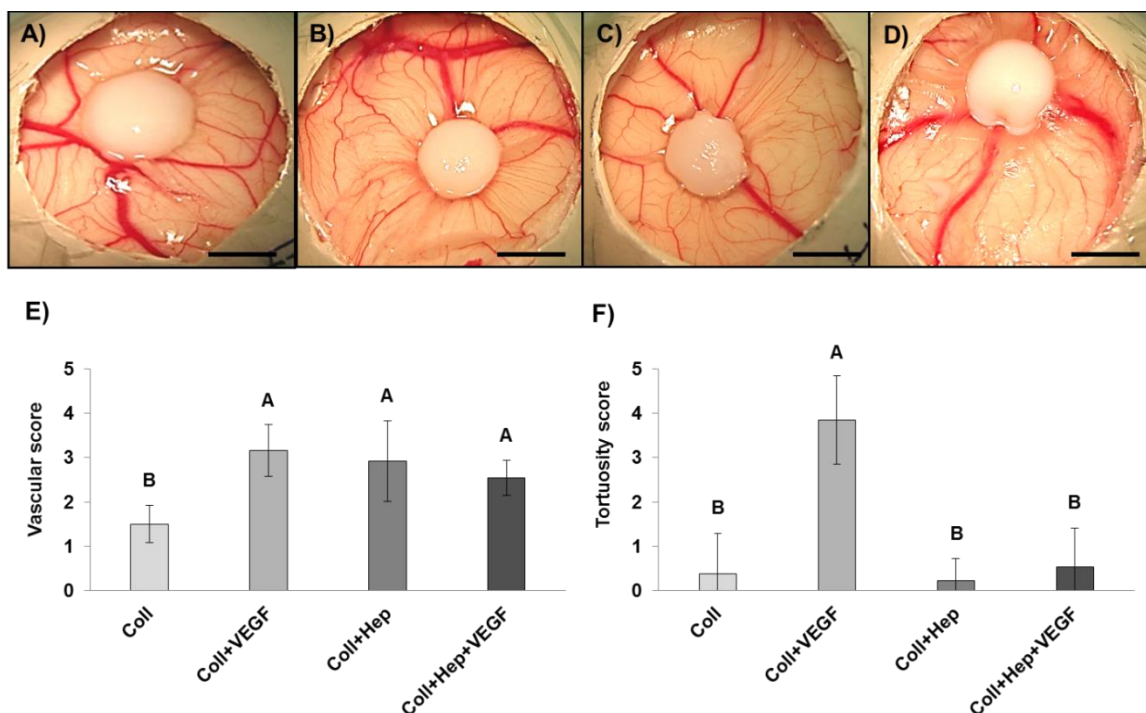 A)
B)
C)
D)
E)
F)
Vascular score
5
4
3
2
1
0
B
A
A
A
Coll
Coll+VEGF
Coll+Hep
Coll+Hep+VEGF
Tortuosity score
5
4
3
2
1
0
B
A
B
B
Coll
Coll+VEGF
Coll+Hep
Coll+Hep+VEGF